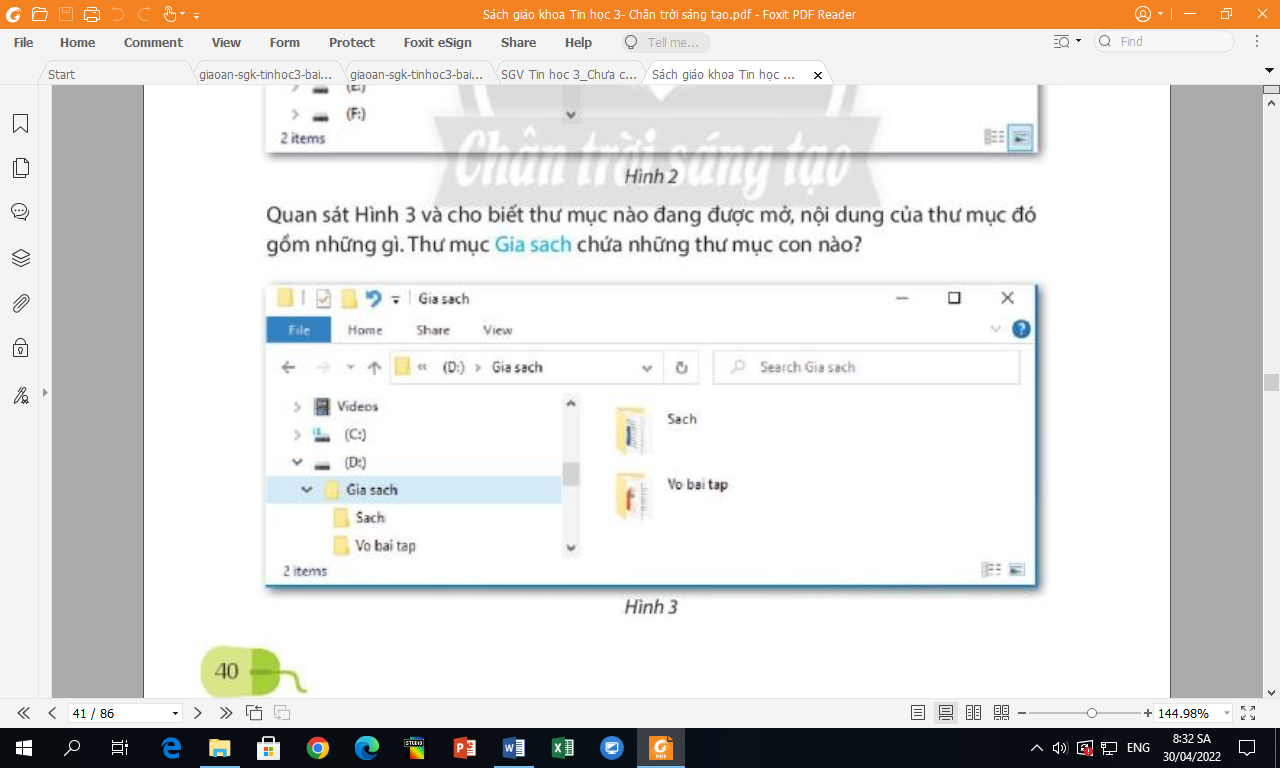 Sách giáo khoa Tin học 3- Chân trời sáng tạo.pdf - Foxit PDF Reader
File Home Comment View Form Protect Foxit eSign Share Help Tell me... Find
Start giaoan-sgk-tinhoc3-bai... giaoan-sgk-tinhoc3-bai... SGV Tin hoc 3_Chưa c... Sách giáo khoa Tin học ...
(E:)
(F:)
2 items
Chân trời sáng tạo
Hình 2
Quan sát Hình 3 và cho biết thư mục nào đang được mở, nội dung của thư mục đó
gồm những gì. Thư mục Gia sach chứa những thư mục con nào?
Gia sach
File Home Share View
(D:) > Gia sach Search Gia sach
Videos
(C:)
(D:)
Gia sach
Sach
Vo bai tap
Sach
Vo bai tap
2 items
Hình 3
40
41 / 86 144.98%
STUDIO
PDF
ENG
8:32 SA
30/04/2022